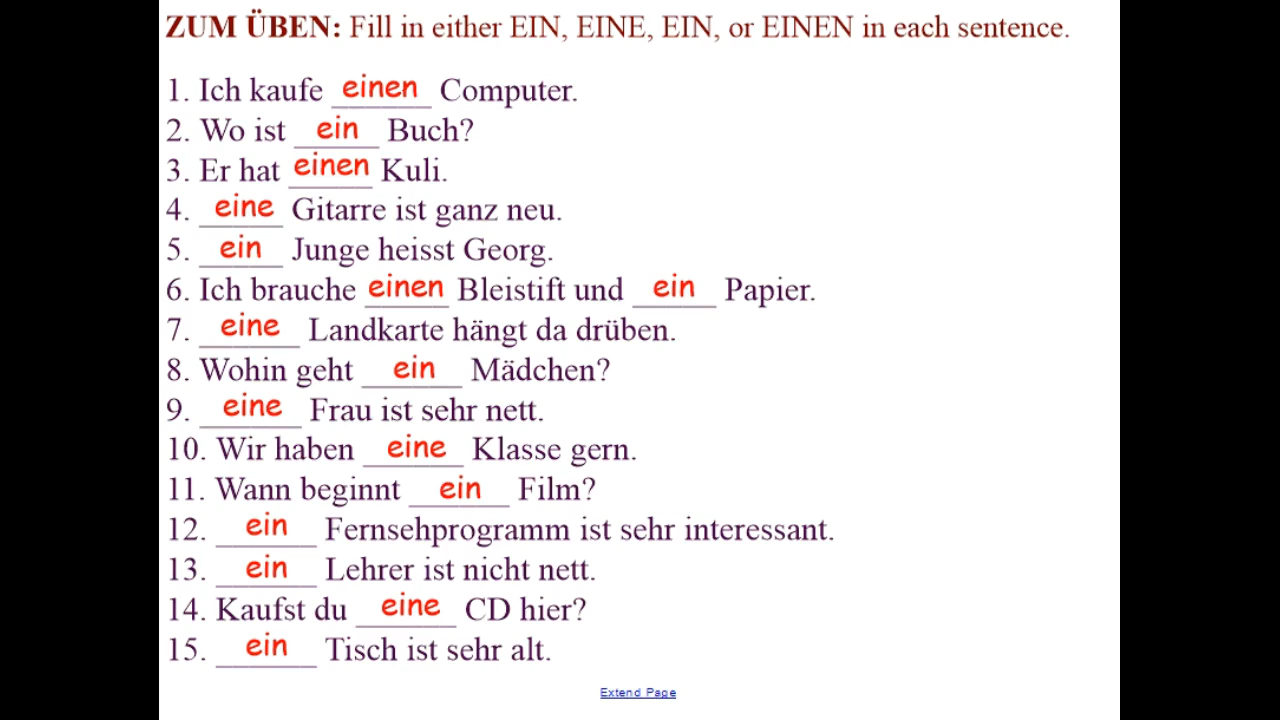 ZUM ÜBEN: Fill in either EIN, EINE, EIN, or EINEN in each sentence.
1. Ich kaufe einen Computer.
2. Wo ist ein Buch?
3. Er hat einen Kuli.
4. eine Gitarre ist ganz neu.
5. ein Junge heisst Georg.
6. Ich brauche einen Bleistift und ein Papier.
7. eine Landkarte hängt da drüben.
8. Wohin geht ein Mädchen?
9. eine Frau ist sehr nett.
10. Wir haben eine Klasse gern.
11. Wann beginnt ein Film?
12. ein Fernsehprogramm ist sehr interessant.
13. ein Lehrer ist nicht nett.
14. Kaufst du eine CD hier?
15. ein Tisch ist sehr alt.
Extend Page